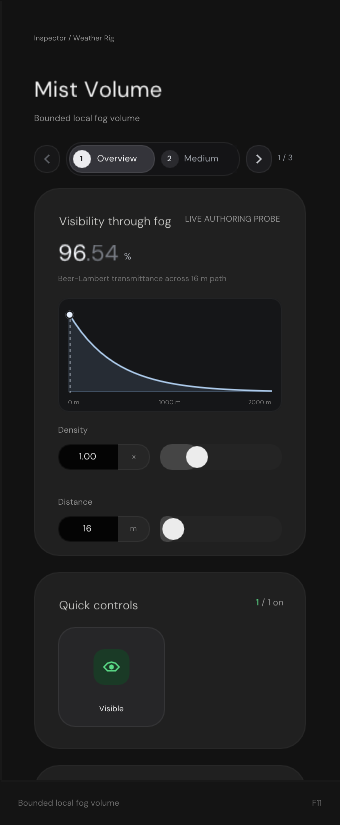 Inspector / Weather Rig
Mist Volume
Bounded local fog volume
1 Overview 2 Medium 1 / 3
Visibility through fog LIVE AUTHORING PROBE
96.54 %
Beer-Lambert transmittance across 16 m path
0 m 1000 m 2000 m
Density
1.00 x
Distance
16 m
Quick controls 1 / 1 on
Visible
Bounded local fog volume F11